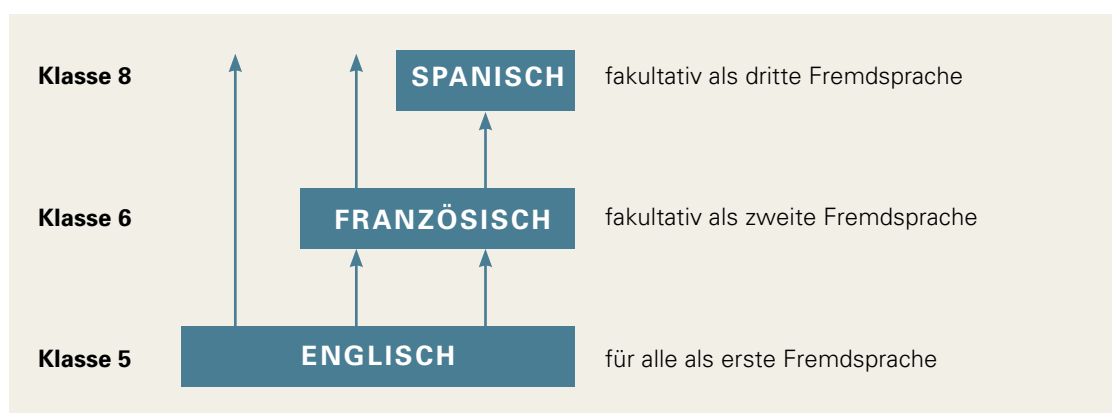 Klasse 8 SPANISCH fakultativ als dritte Fremdsprache
Klasse 6 FRANZÖSISCH fakultativ als zweite Fremdsprache
Klasse 5 ENGLISCH für alle als erste Fremdsprache